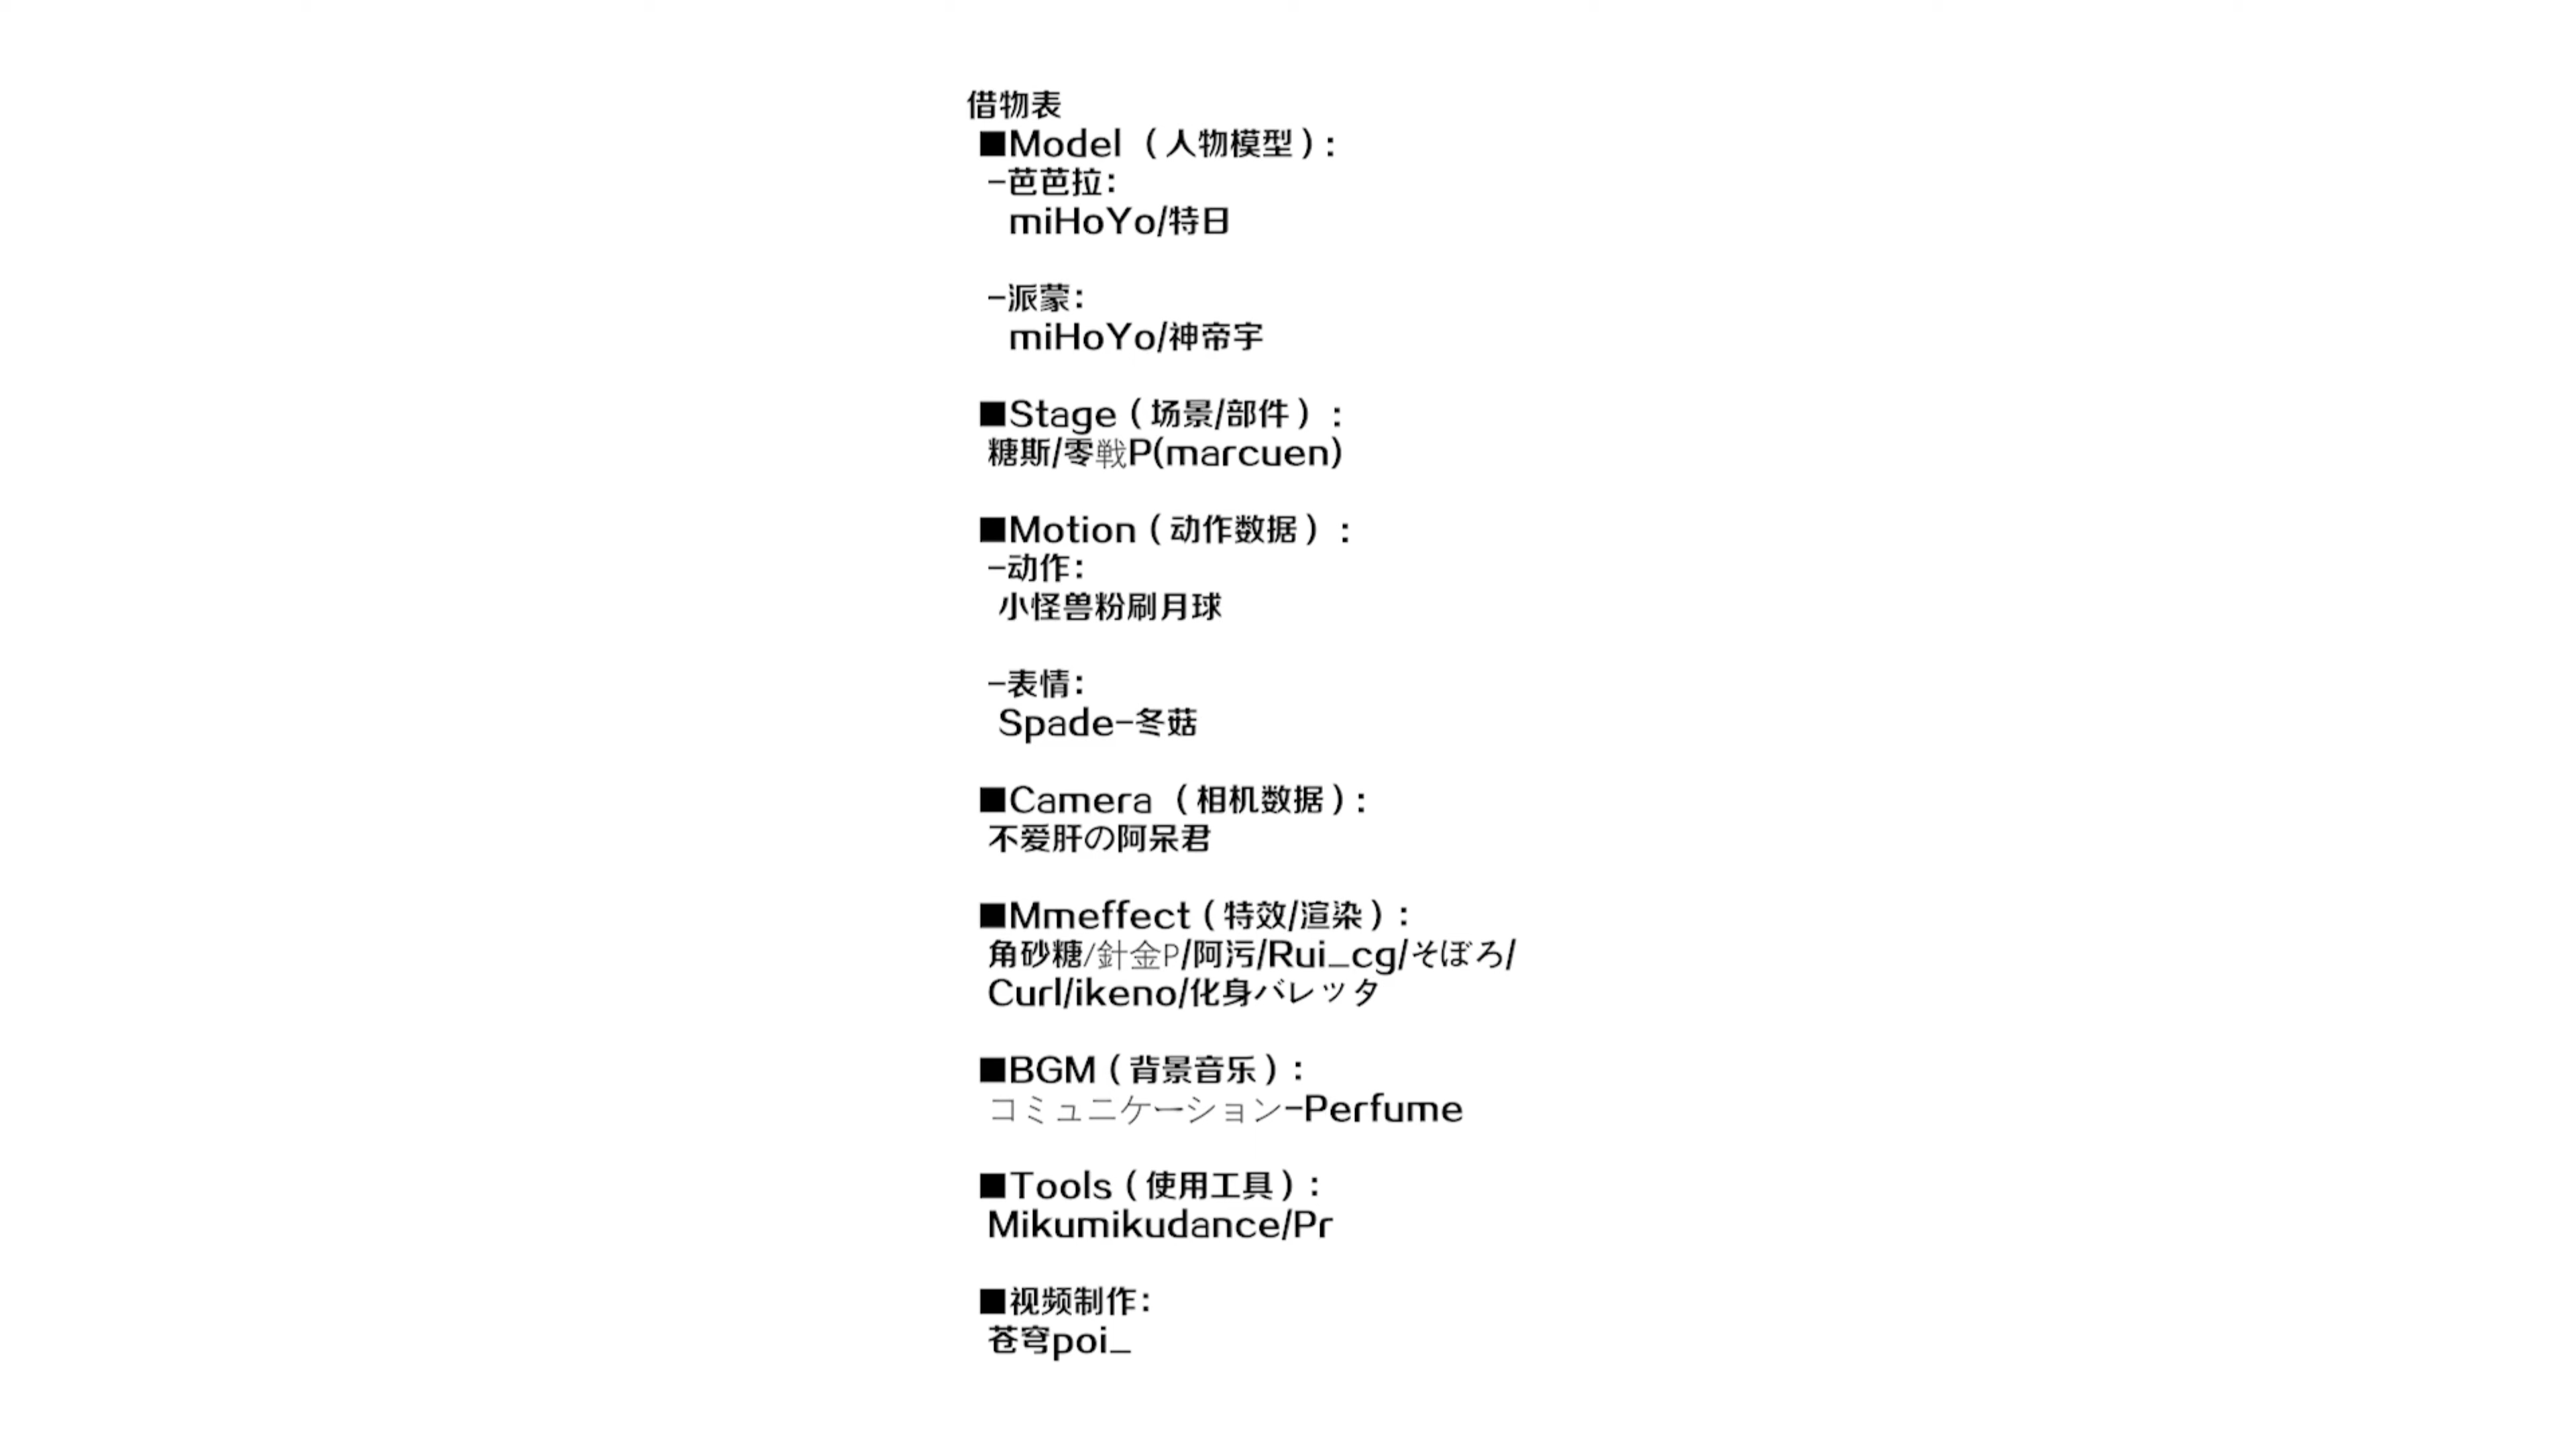 借物表
■Model（人物模型）:
-芭芭拉:
miHoYo/特日
-派蒙:
miHoYo/神帝宇
■Stage（场景/部件）:
糖斯/零戦P(marcuen)
■Motion（动作数据）:
-动作:
小怪兽粉刷月球
-表情:
Spade-冬菇
■Camera（相机数据）:
不爱肝の阿呆君
■Mmeffect（特效/渲染）:
角砂糖/針金P/阿污/Rui_cg/そぼろ/
Curl/ikeno/化身バレッタ
■BGM（背景音乐）:
コミュニケーション-Perfume
■Tools（使用工具）:
Mikumikudance/Pr
■视频制作:
苍穹poi_